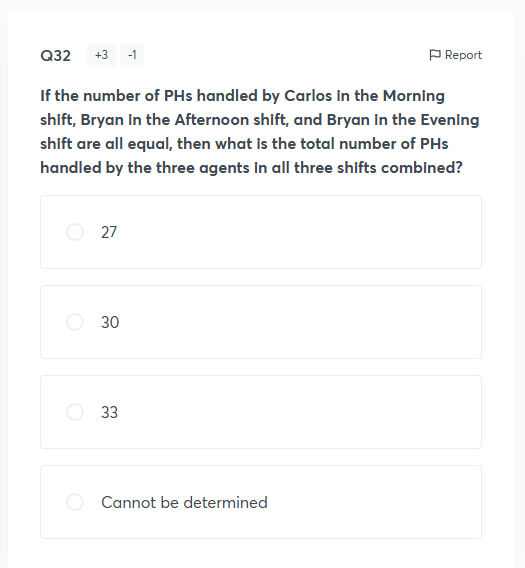 Q32 +3 -1 Report
If the number of PHs handled by Carlos in the Morning
shift, Bryan in the Afternoon shift, and Bryan in the Evening
shift are all equal, then what is the total number of PHs
handled by the three agents in all three shifts combined?
27
30
33
Cannot be determined